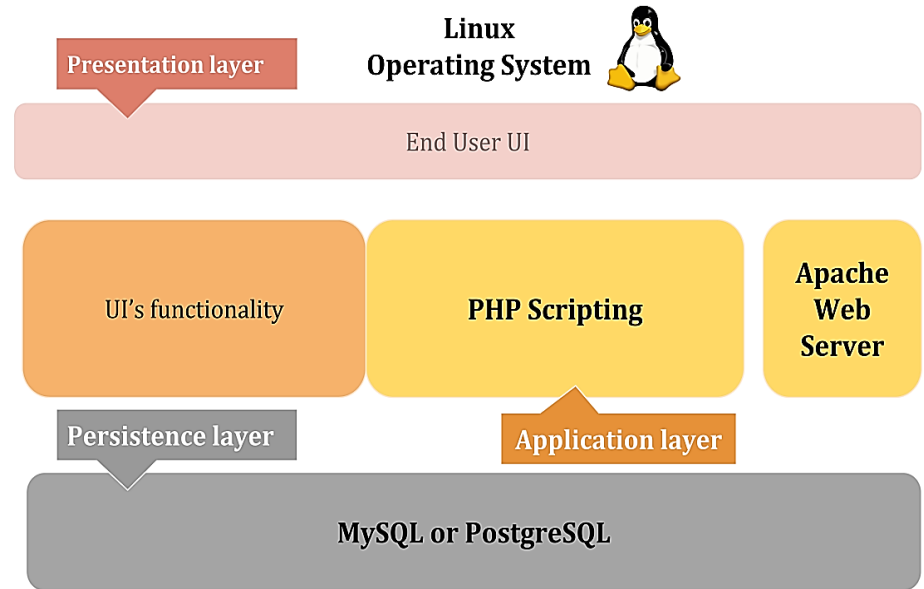 Linux
Operating System
Presentation layer
End User UI
UI’s functionality
PHP Scripting
Apache
Web
Server
Persistence layer
Application layer
MySQL or PostgreSQL